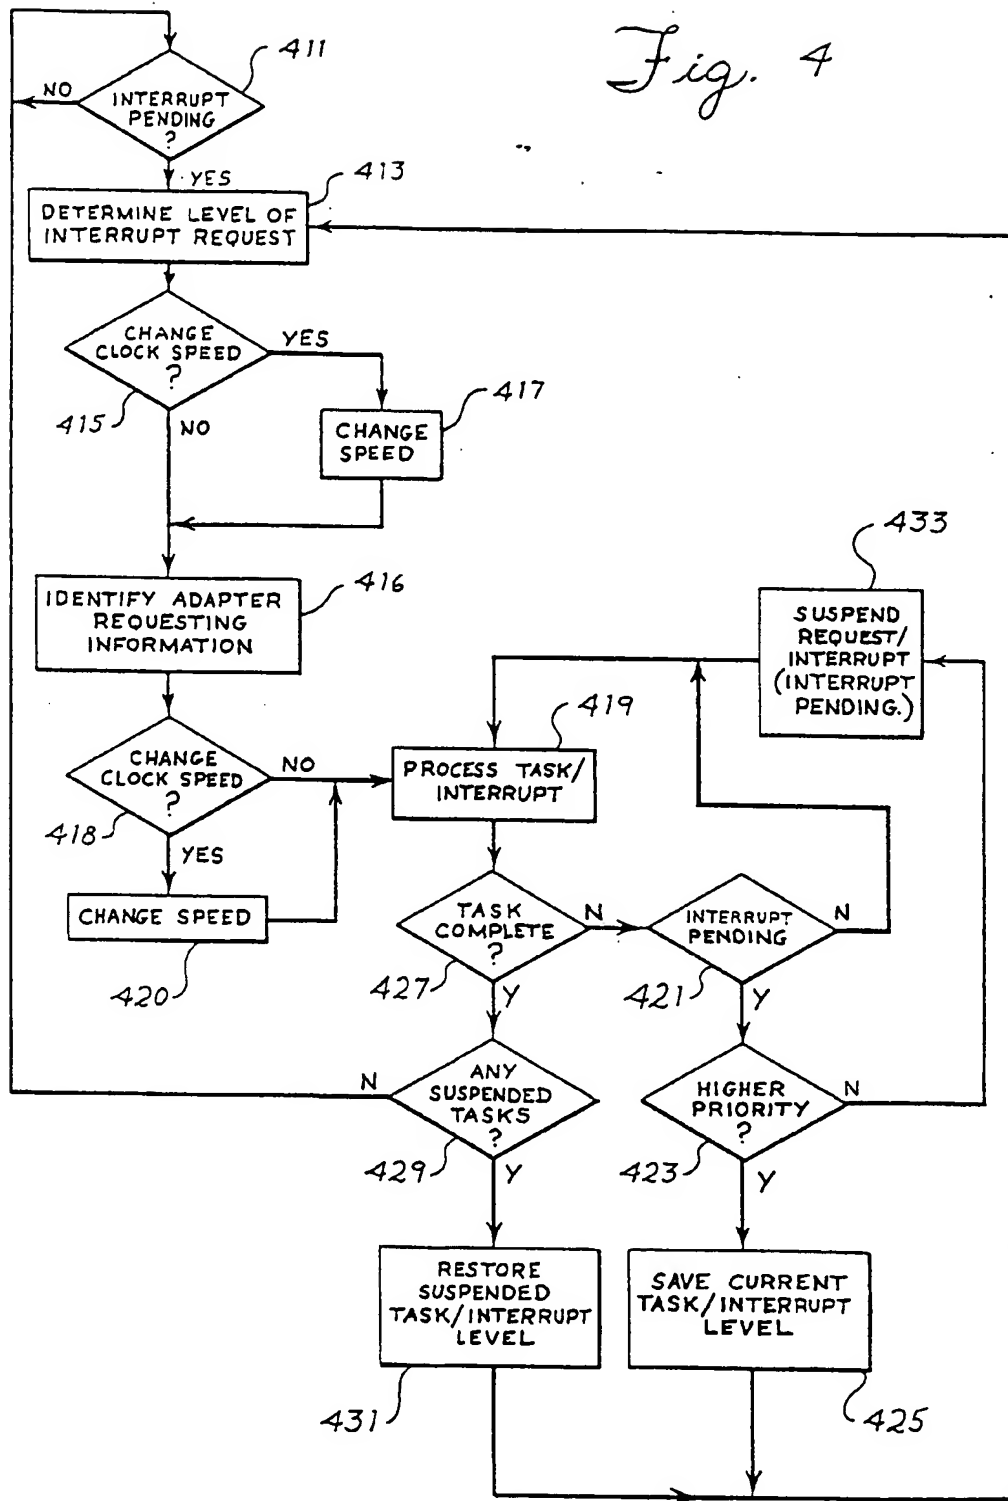 Fig. 4
411
NO
INTERRUPT
PENDING
?
YES
413
DETERMINE LEVEL OF
INTERRUPT REQUEST
CHANGE
CLOCK SPEED
?
YES
415
NO
417
CHANGE
SPEED
416
IDENTIFY ADAPTER
REQUESTING
INFORMATION
433
SUSPEND
REQUEST/
INTERRUPT
(INTERRUPT
PENDING.)
CHANGE
CLOCK SPEED
?
NO
418
YES
CHANGE SPEED
420
419
PROCESS TASK/
INTERRUPT
TASK
COMPLETE
?
N
427
Y
INTERRUPT
PENDING
N
421
Y
ANY
SUSPENDED
TASKS
?
N
429
Y
HIGHER
PRIORITY
?
N
423
Y
RESTORE
SUSPENDED
TASK/INTERRUPT
LEVEL
431
SAVE CURRENT
TASK/INTERRUPT
LEVEL
425